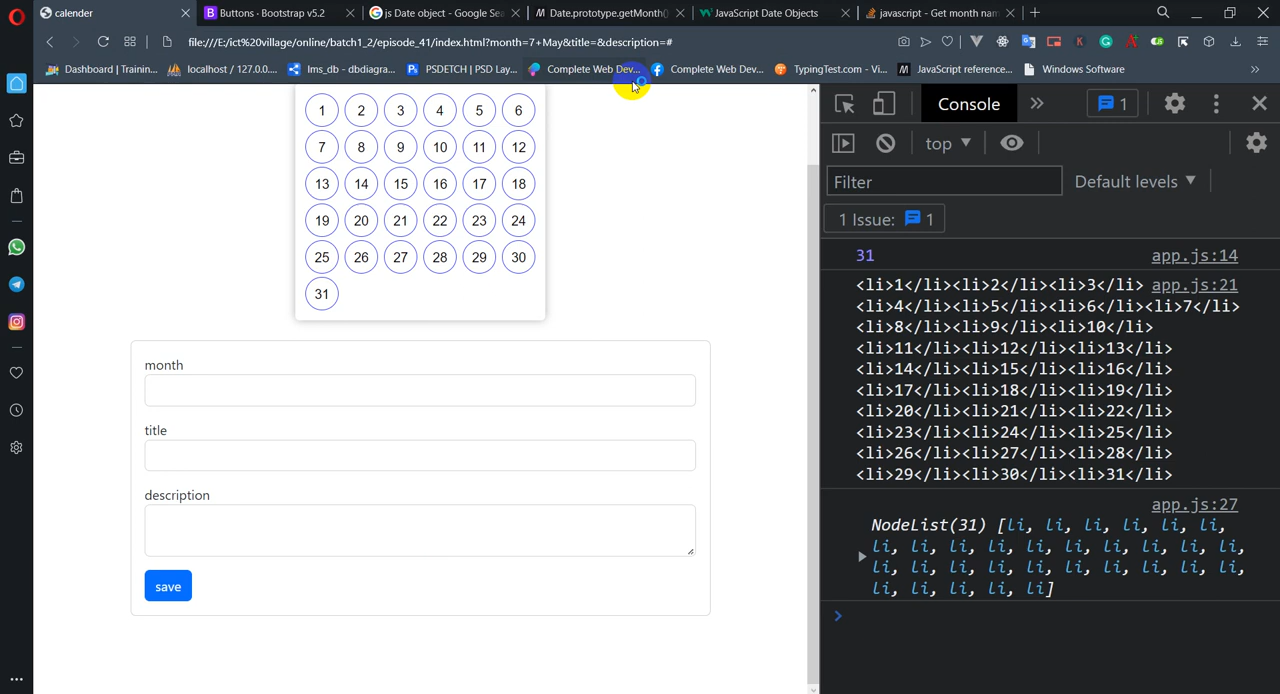 calender
Buttons · Bootstrap v5.2
js Date object - Google Sea
Date.prototype.getMonth()
JavaScript Date Objects
javascript - Get month nam
file:///E:/ict%20village/online/batch1_2/episode_41/index.html?month=7+May&title=&description=#
Dashboard | Trainin...
localhost / 127.0.0....
lms_db - dbdiagra...
PSDETCH | PSD Lay...
Complete Web Dev...
Complete Web Dev...
TypingTest.com - Vi...
JavaScript reference...
Windows Software
1 2 3 4 5 6
7 8 9 10 11 12
13 14 15 16 17 18
19 20 21 22 23 24
25 26 27 28 29 30
31
month
title
description
save
Console
1
top
Filter
Default levels
1 Issue: 1
31 app.js:14
<li>1</li><li>2</li><li>3</li> app.js:21
<li>4</li><li>5</li><li>6</li><li>7</li>
<li>8</li><li>9</li><li>10</li>
<li>11</li><li>12</li><li>13</li>
<li>14</li><li>15</li><li>16</li>
<li>17</li><li>18</li><li>19</li>
<li>20</li><li>21</li><li>22</li>
<li>23</li><li>24</li><li>25</li>
<li>26</li><li>27</li><li>28</li>
<li>29</li><li>30</li><li>31</li>
app.js:27
NodeList(31) [li, li, li, li, li, li,
li, li, li, li, li, li, li, li, li, li,
li, li, li, li, li, li, li, li, li, li,
li, li, li, li, li]